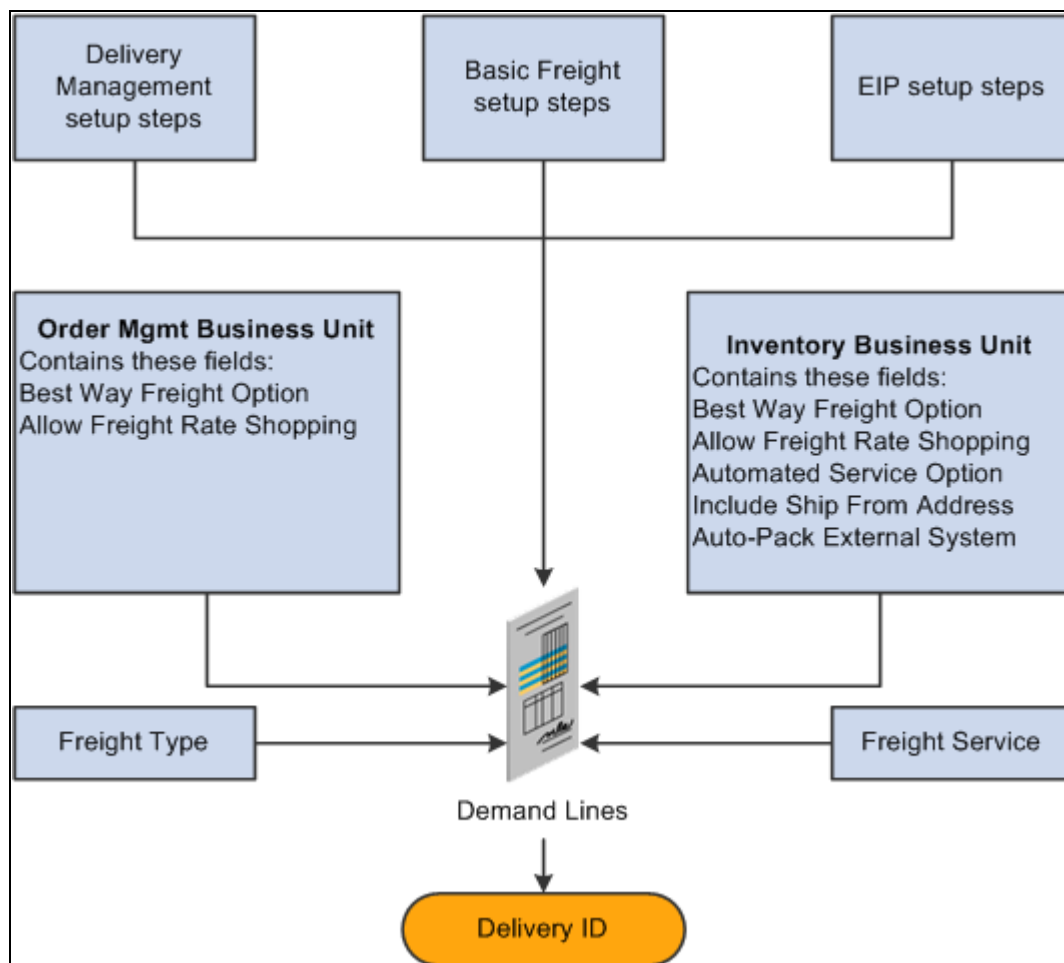 Delivery
Management
setup steps
Basic Freight
setup steps
EIP setup steps
Order Mgmt Business Unit
Contains these fields:
Best Way Freight Option
Allow Freight Rate Shopping
Inventory Business Unit
Contains these fields:
Best Way Freight Option
Allow Freight Rate Shopping
Automated Service Option
Include Ship From Address
Auto-Pack External System
Freight Type
Freight Service
Demand Lines
Delivery ID